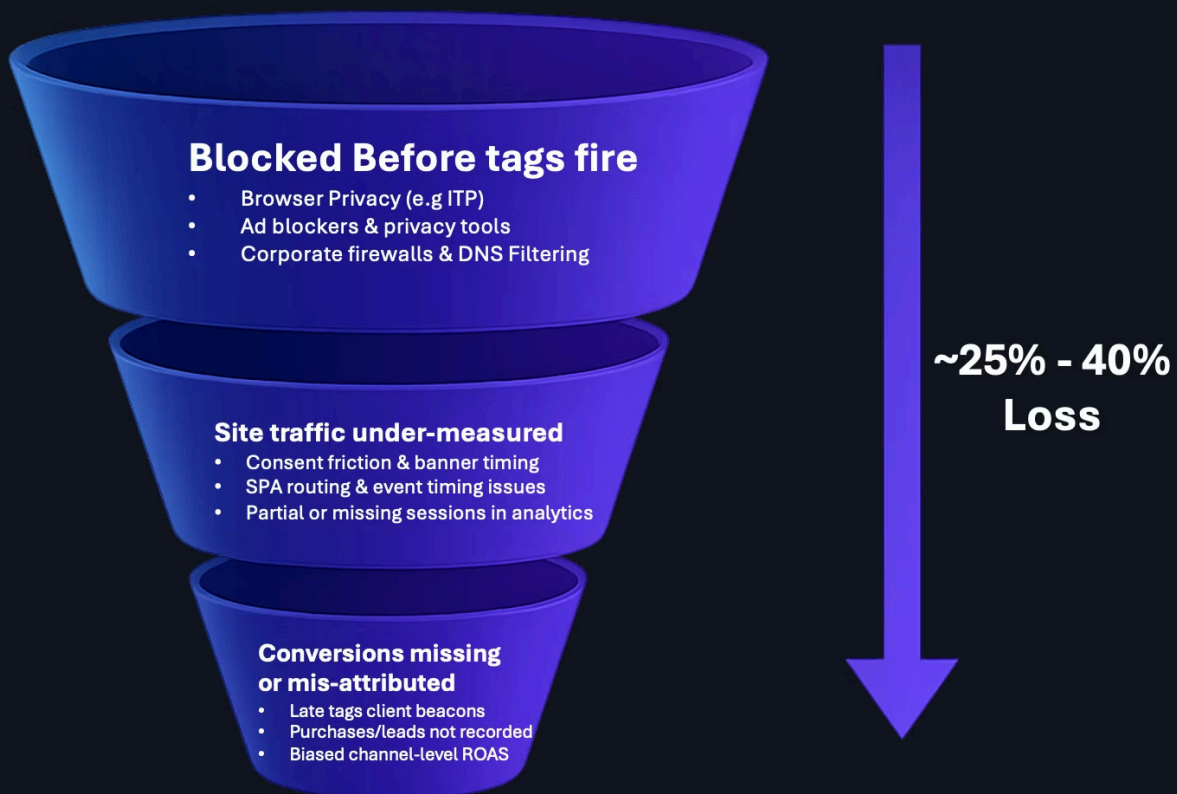 Blocked Before tags fire
• Browser Privacy (e.g ITP)
• Ad blockers & privacy tools
• Corporate firewalls & DNS Filtering
~25% - 40%
Loss
Site traffic under-measured
• Consent friction & banner timing
• SPA routing & event timing issues
• Partial or missing sessions in analytics
Conversions missing
or mis-attributed
• Late tags client beacons
• Purchases/leads not recorded
• Biased channel-level ROAS